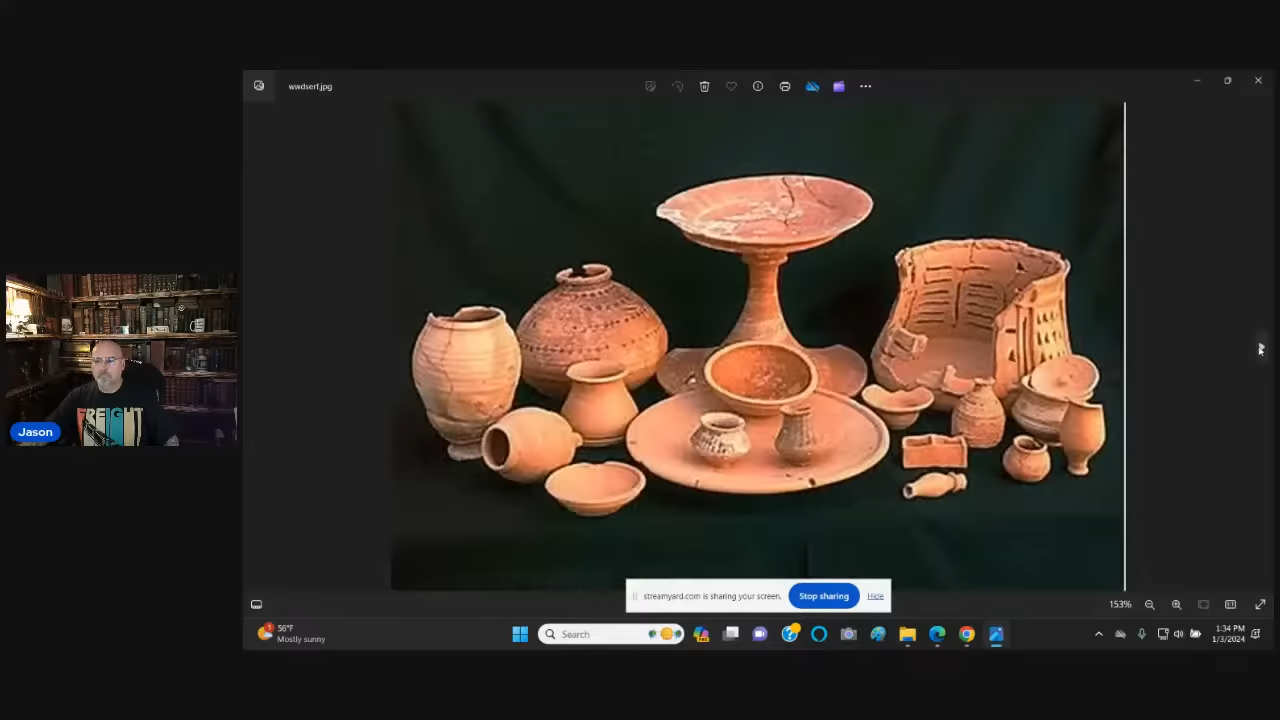 wwdserf.jpg
FREIGHT
Jason
streamyard.com is sharing your screen.
Stop sharing
Hide
153%
56°F
Mostly sunny
Search
1:34 PM
1/3/2024